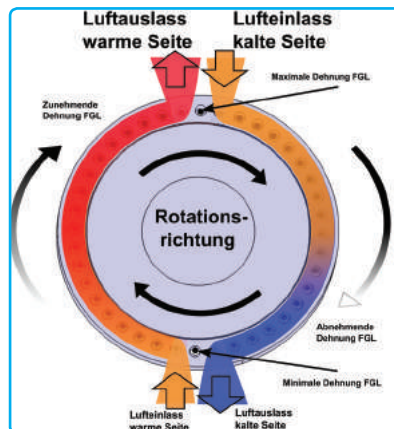 Luftauslass
warme Seite
Lufteinlass
kalte Seite
Maximale Dehnung FGL
Zunehmende
Dehnung FGL
Rotations-
richtung
Abnehmende
Dehnung FGL
Minimale Dehnung FGL
Lufteinlass
warme Seite
Luftauslass
kalte Seite